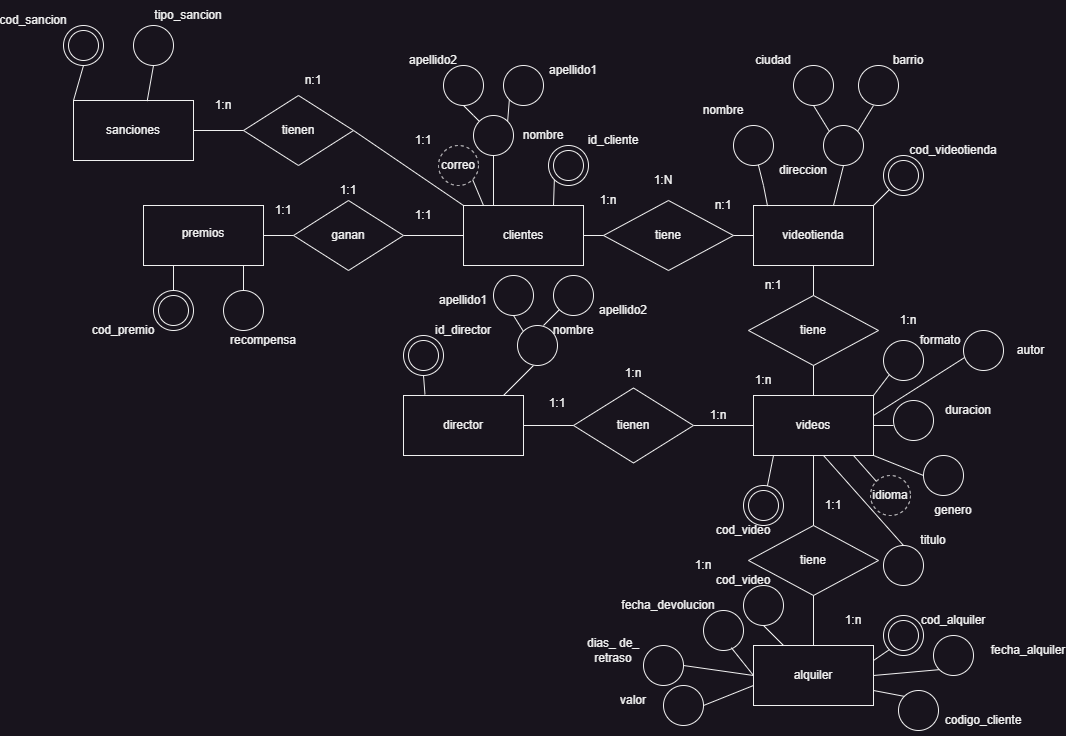 cod_sancion
tipo_sancion
n:1
1:n
sanciones
tienen
apellido2
apellido1
nombre
1:1
correo
id_cliente
ciudad
barrio
nombre
direccion
cod_videotienda
1:N
1:n
n:1
1:1
1:1
1:1
premios
ganan
clientes
tiene
videotienda
cod_premio
recompensa
apellido1
apellido2
id_director
nombre
n:1
tiene
1:n
formato
autor
1:n
1:n
1:1
1:n
duracion
director
tienen
videos
idioma
genero
cod_video
1:1
titulo
1:n
tiene
cod_video
fecha_devolucion
1:n
cod_alquiler
dias_ de_
retraso
fecha_alquiler
alquiler
valor
codigo_cliente